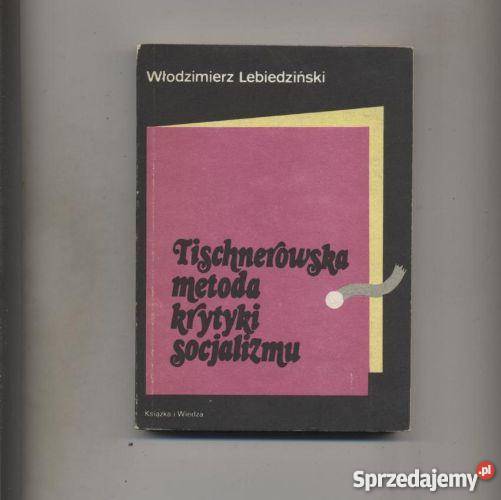 Włodzimierz Lebiedziński
Tischnerowska
metoda
krytyki
socjalizmu
Książka i Wiedza
Sprzedajemy.pl